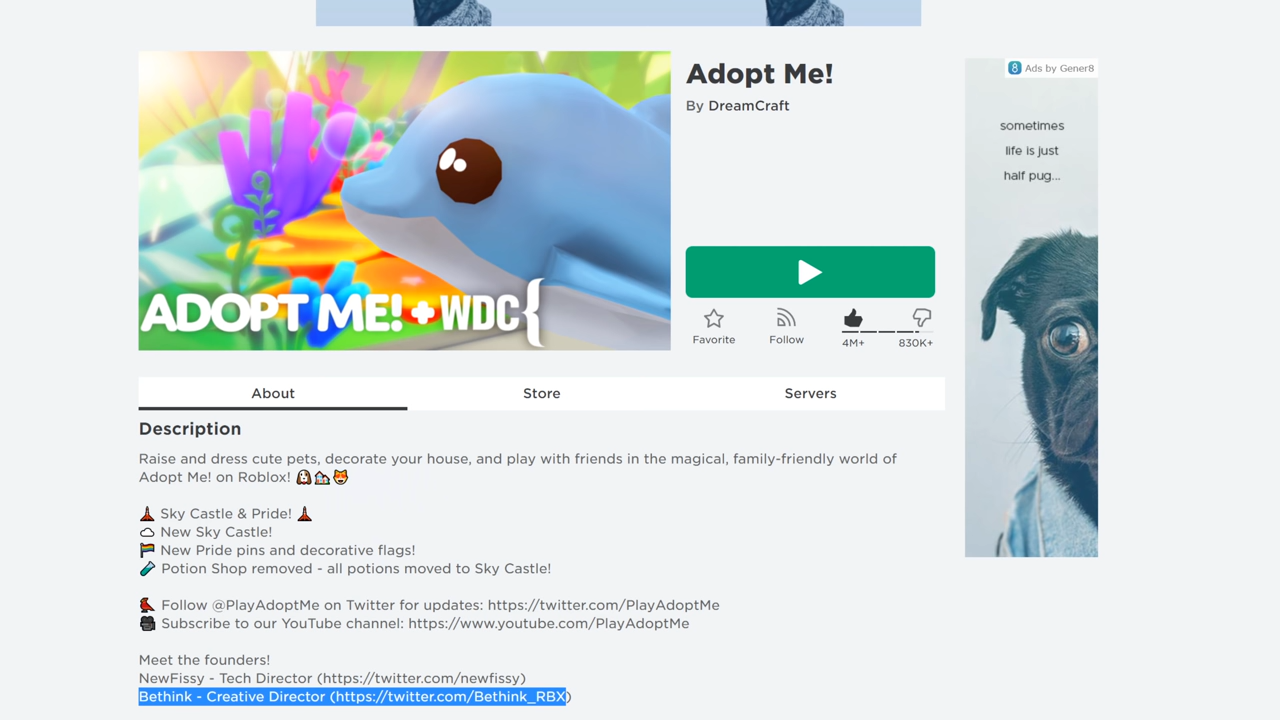 Adopt Me!
By DreamCraft
ADOPT ME! + WDC{
Favorite
Follow
4M+
830K+
8 Ads by Gener8
sometimes
life is just
half pug...
About
Store
Servers
Description
Raise and dress cute pets, decorate your house, and play with friends in the magical, family-friendly world of
Adopt Me! on Roblox! 🐶🏘😻
🗼 Sky Castle & Pride! 🗼
☁ New Sky Castle!
🏳️‍🌈 New Pride pins and decorative flags!
🧪 Potion Shop removed - all potions moved to Sky Castle!
🐦 Follow @PlayAdoptMe on Twitter for updates: https://twitter.com/PlayAdoptMe
🎥 Subscribe to our YouTube channel: https://www.youtube.com/PlayAdoptMe
Meet the founders!
NewFissy - Tech Director (https://twitter.com/newfissy)
Bethink - Creative Director (https://twitter.com/Bethink_RBX)